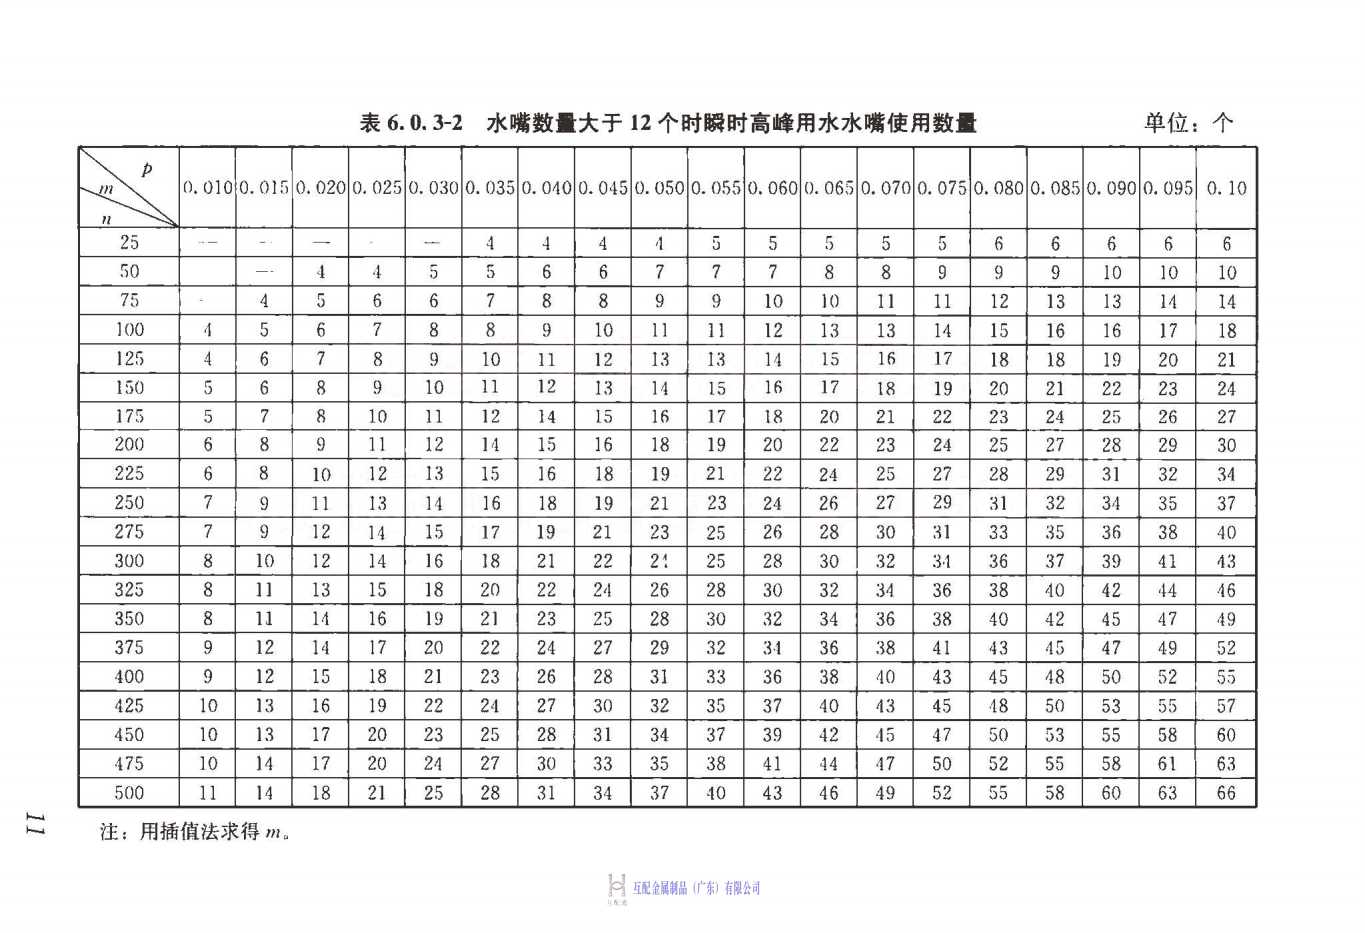 表 6. 0. 3-2 水嘴数量大于 12 个时瞬时高峰用水水嘴使用数量 单位：个
p
m
n
0. 010 0. 015 0. 020 0. 025 0. 030 0. 035 0. 040 0. 045 0. 050 0. 055 0. 060 0. 065 0. 070 0. 075 0. 080 0. 085 0. 090 0. 095 0. 10
25 — — — — — 4 4 4 4 5 5 5 5 5 6 6 6 6 6
50 — 4 4 5 5 6 6 7 7 7 8 8 9 9 9 10 10 10
75 - 4 5 6 6 7 8 8 9 9 10 10 11 11 12 13 13 14 14
100 4 5 6 7 8 8 9 10 11 11 12 13 13 14 15 16 16 17 18
125 4 6 7 8 9 10 11 12 13 13 14 15 16 17 18 18 19 20 21
150 5 6 8 9 10 11 12 13 14 15 16 17 18 19 20 21 22 23 24
175 5 7 8 10 11 12 14 15 16 17 18 20 21 22 23 24 25 26 27
200 6 8 9 11 12 14 15 16 18 19 20 22 23 24 25 27 28 29 30
225 6 8 10 12 13 15 16 18 19 21 22 24 25 27 28 29 31 32 34
250 7 9 11 13 14 16 18 19 21 23 24 26 27 29 31 32 34 35 37
275 7 9 12 14 15 17 19 21 23 25 26 28 30 31 33 35 36 38 40
300 8 10 12 14 16 18 21 22 24 25 28 30 32 34 36 37 39 41 43
325 8 11 13 15 18 20 22 24 26 28 30 32 34 36 38 40 42 44 46
350 8 11 14 16 19 21 23 25 28 30 32 34 36 38 40 42 45 47 49
375 9 12 14 17 20 22 24 27 29 32 34 36 38 41 43 45 47 49 52
400 9 12 15 18 21 23 26 28 31 33 36 38 40 43 45 48 50 52 55
425 10 13 16 19 22 24 27 30 32 35 37 40 43 45 48 50 53 55 57
450 10 13 17 20 23 25 28 31 34 37 39 42 45 47 50 53 55 58 60
475 10 14 17 20 24 27 30 33 35 38 41 44 47 50 52 55 58 61 63
500 11 14 18 21 25 28 31 34 37 40 43 46 49 52 55 58 60 63 66
注：用插值法求得 m。
11
互配金属制品（广东）有限公司